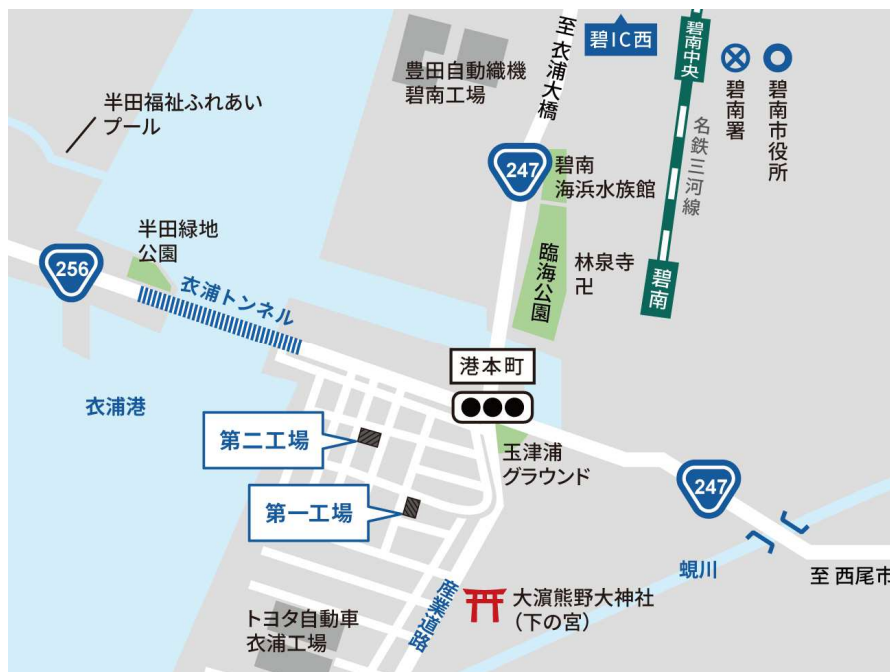 至 衣浦大橋
碧IC西
碧南中央
碧南署
碧南市役所
豊田自動織機
碧南工場
半田福祉ふれあい
プール
名鉄三河線
247
碧南
海浜水族館
半田緑地
公園
256
衣浦トンネル
臨海公園
林泉寺
卍
碧南
港本町
衣浦港
第二工場
玉津浦
グラウンド
247
第一工場
蜆川
至 西尾市
産業道路
大濵熊野大神社
（下の宮）
トヨタ自動車
衣浦工場